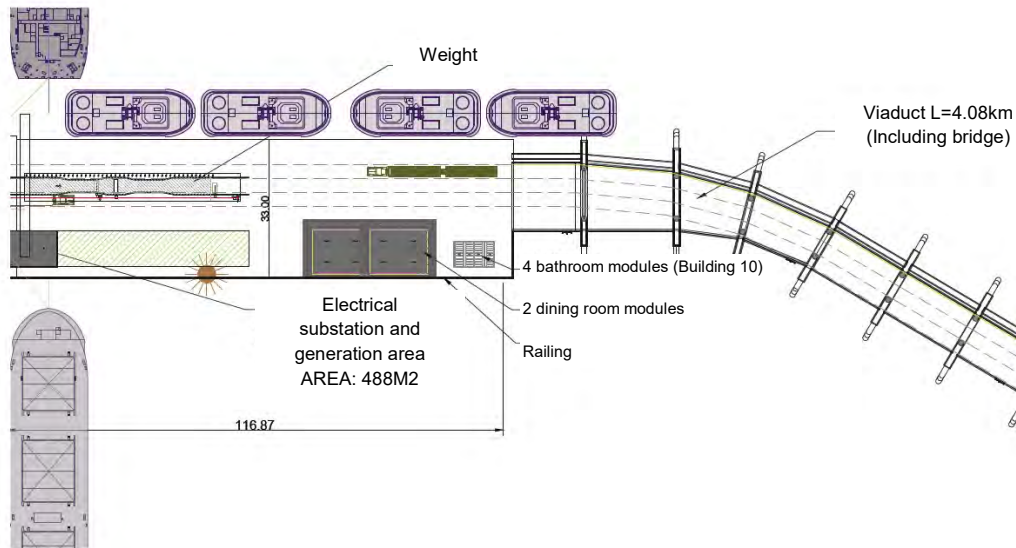 Weight
Viaduct L=4.08km
(Including bridge)
33.00
4 bathroom modules (Building 10)
2 dining room modules
Railing
Electrical
substation and
generation area
AREA: 488M2
116.87